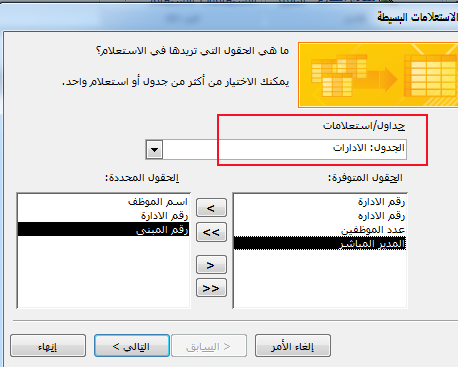 الاستعلامات البسيطة
ما هي الحقول التي تريدها في الاستعلام؟
يمكنك الاختيار من أكثر من جدول أو استعلام واحد.
جداول/استعلامات
الجدول: الادارات
الحقول المتوفرة:
رقم الادارة
رقم الاداره
عدد الموظفين
المدير المباشر
>
>>
<
<<
الحقول المحددة:
اسم الموظف
رقم الادارة
رقم المبنى
إلغاء الأمر
< السابق
التالي >
إنهاء